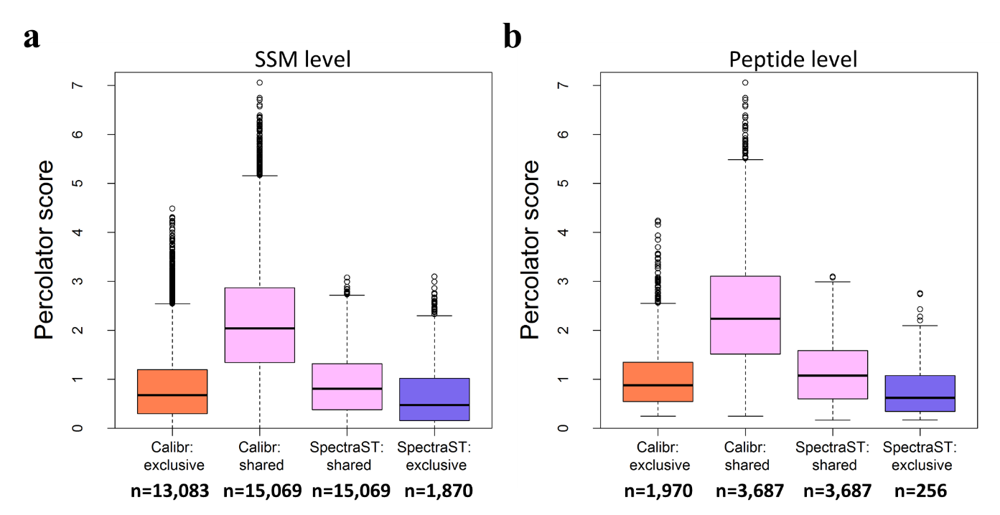 a
SSM level
Percolator score
7
6
5
4
3
2
1
0
Calibr: exclusive
Calibr: shared
SpectraST: shared
SpectraST: exclusive
n=13,083
n=15,069
n=15,069
n=1,870
b
Peptide level
Percolator score
7
6
5
4
3
2
1
0
Calibr: exclusive
Calibr: shared
SpectraST: shared
SpectraST: exclusive
n=1,970
n=3,687
n=3,687
n=256